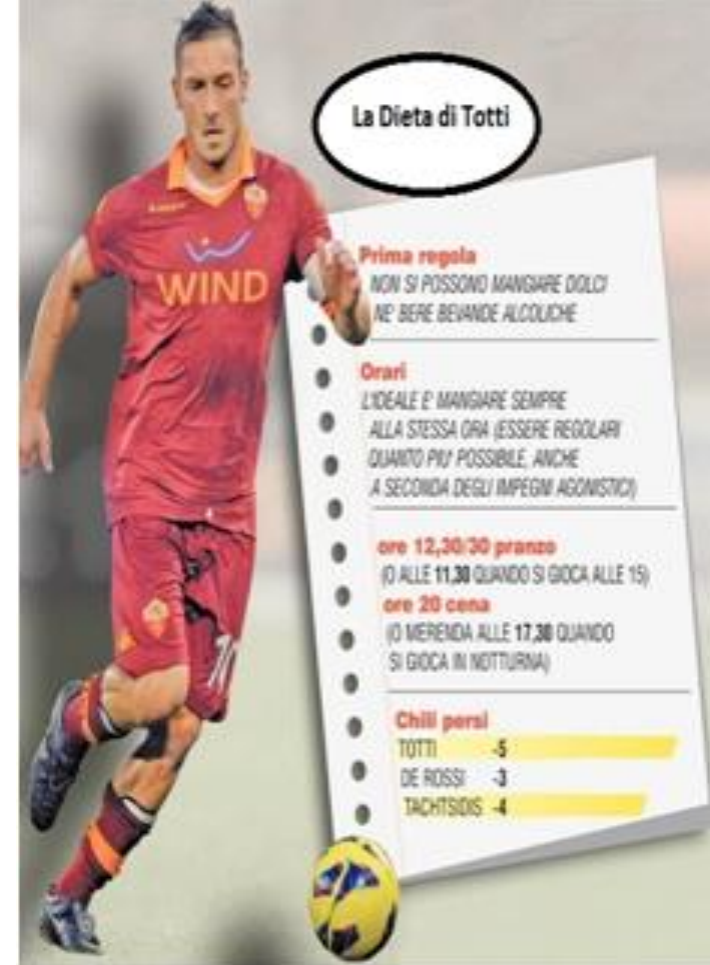 La Dieta di Totti
WIND
10
Prima regola
NON SI POSSONO MANGIARE DOLCI
NE' BERE BEVANDE ALCOLICHE
Orari
L'IDEALE E' MANGIARE SEMPRE
ALLA STESSA ORA (ESSERE REGOLARI
QUANTO PIU' POSSIBILE, ANCHE
A SECONDA DEGLI IMPEGNI AGONISTICI)
ore 12,30/30 pranzo
(O ALLE 11,30 QUANDO SI GIOCA ALLE 15)
ore 20 cena
(O MERENDA ALLE 17,30 QUANDO
SI GIOCA IN NOTTURNA)
Chili persi
TOTTI -5
DE ROSSI -3
TACHTSIDIS -4